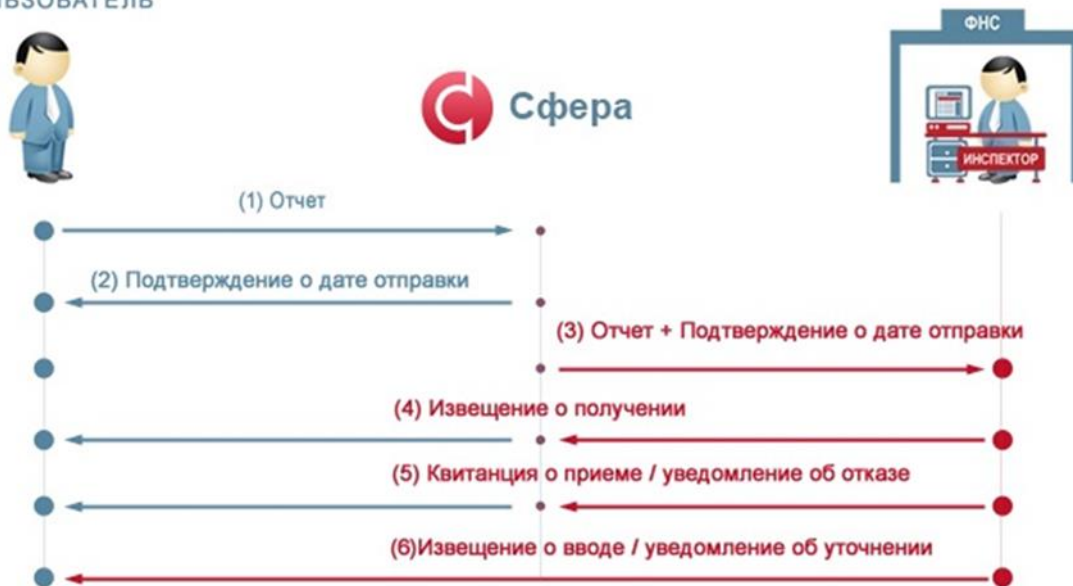 ФНС
Сфера
ИНСПЕКТОР
(1) Отчет
(2) Подтверждение о дате отправки
(3) Отчет + Подтверждение о дате отправки
(4) Извещение о получении
(5) Квитанция о приеме / уведомление об отказе
(6)Извещение о вводе / уведомление об уточнении